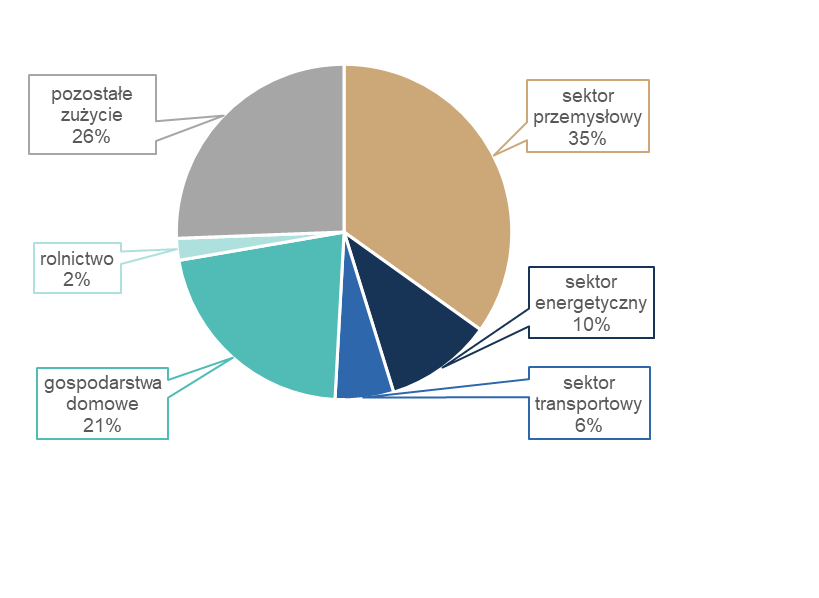 pozostałe
zużycie
26%
sektor
przemysłowy
35%
rolnictwo
2%
sektor
energetyczny
10%
gospodarstwa
domowe
21%
sektor
transportowy
6%